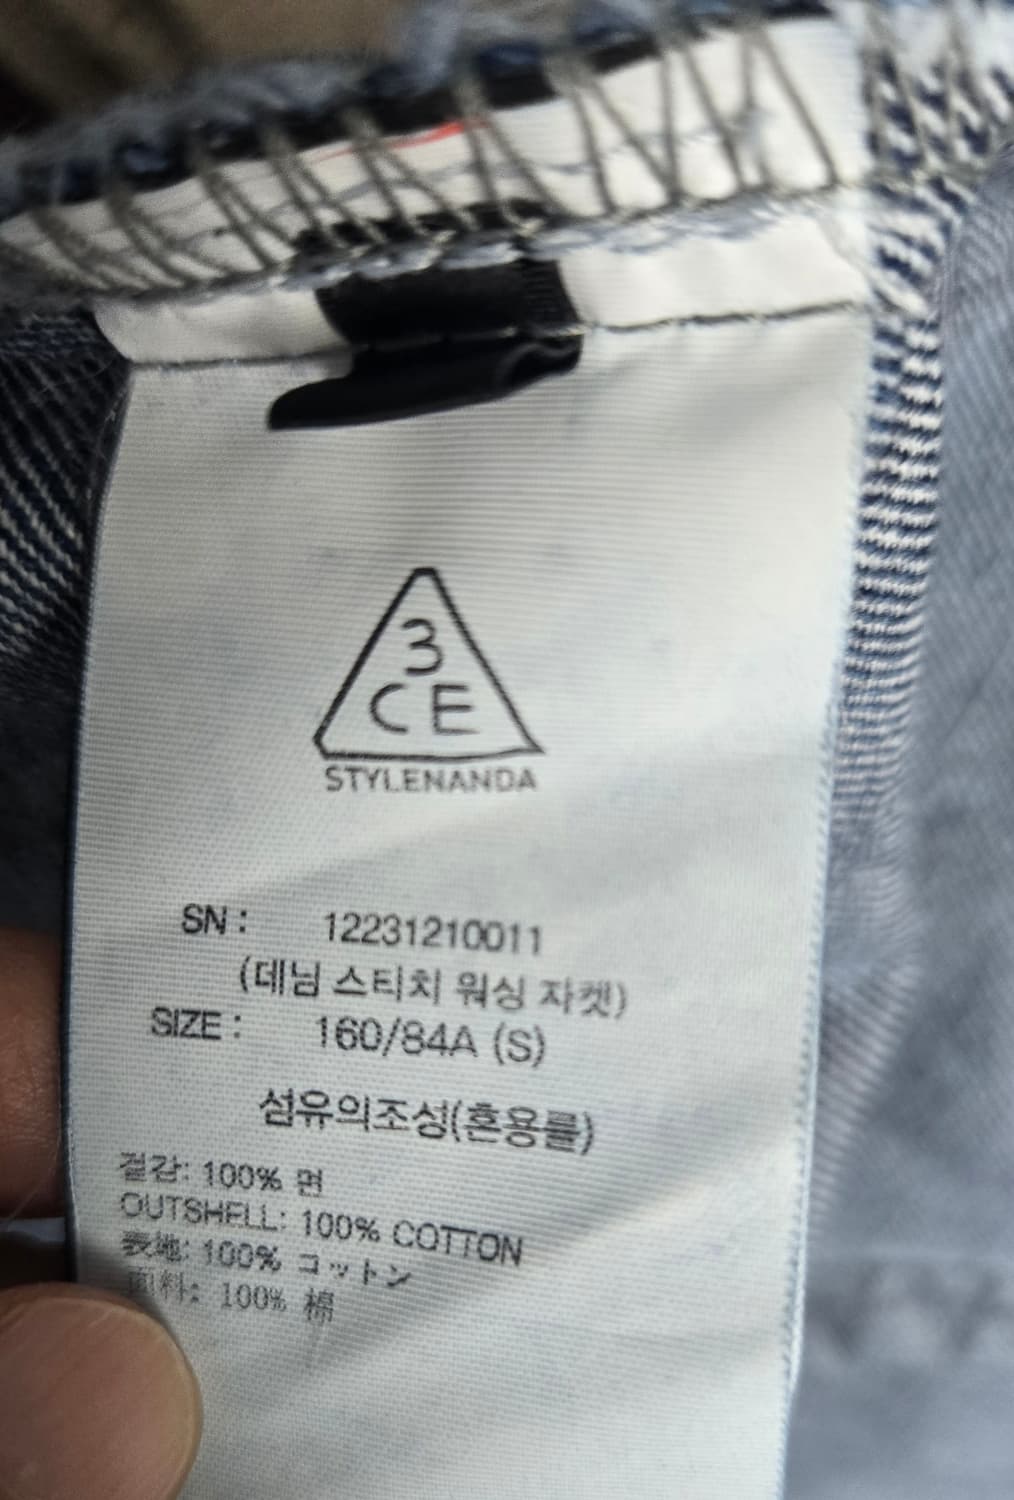 3
CE
STYLENANDA
SN : 12231210011
(데님 스티치 워싱 자켓)
SIZE : 160/84A (S)
섬유의조성(혼용률)
겉감: 100% 면
OUTSHELL: 100% COTTON
表地: 100% コットン
面料: 100% 棉